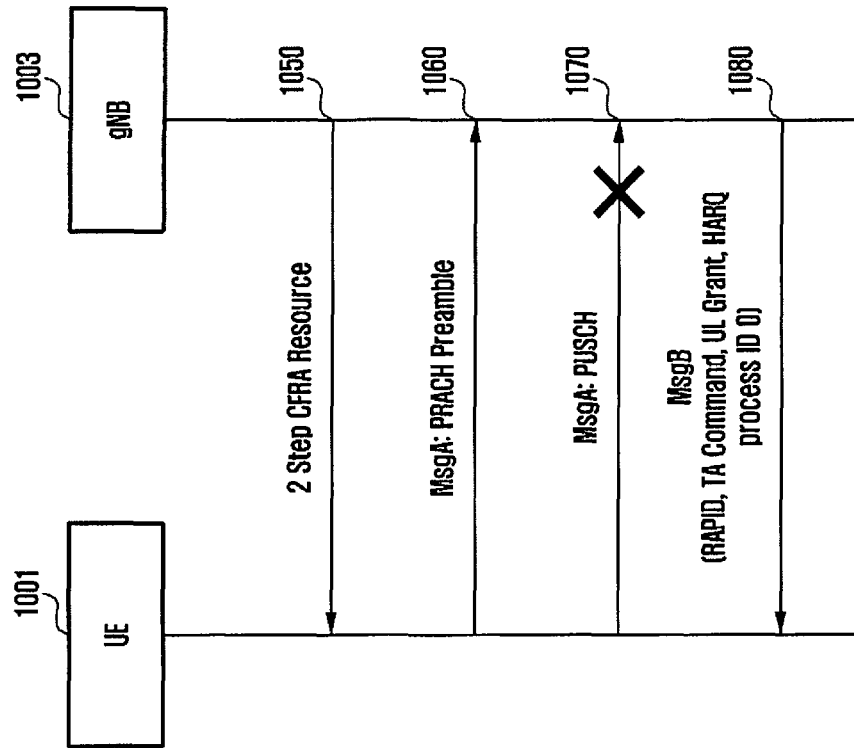 1001
UE
1003
gNB
2 Step CFRA Resource
1050
MsgA: PRACH Preamble
1060
MsgA: PUSCH
1070
MsgB
(RAPID, TA Command, UL Grant, HARQ
process ID 0)
1080